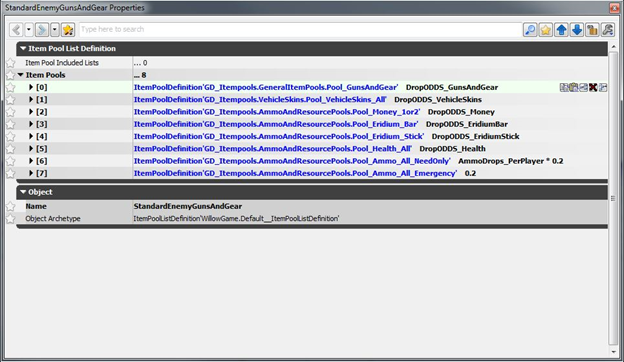 StandardEnemyGunsAndGear Properties
Type here to search
Item Pool List Definition
Item Pool Included Lists ... 0
Item Pools ... 8
[0] ItemPoolDefinition'GD_Itempools.GeneralItemPools.Pool_GunsAndGear' DropODDS_GunsAndGear
[1] ItemPoolDefinition'GD_Itempools.VehicleSkins.Pool_VehicleSkins_All' DropODDS_VehicleSkins
[2] ItemPoolDefinition'GD_Itempools.AmmoAndResourcePools.Pool_Money_1or2' DropODDS_Money
[3] ItemPoolDefinition'GD_Itempools.AmmoAndResourcePools.Pool_Eridium_Bar' DropODDS_EridiumBar
[4] ItemPoolDefinition'GD_Itempools.AmmoAndResourcePools.Pool_Eridium_Stick' DropODDS_EridiumStick
[5] ItemPoolDefinition'GD_Itempools.AmmoAndResourcePools.Pool_Health_All' DropODDS_Health
[6] ItemPoolDefinition'GD_Itempools.AmmoAndResourcePools.Pool_Ammo_All_NeedOnly' AmmoDrops_PerPlayer * 0.2
[7] ItemPoolDefinition'GD_Itempools.AmmoAndResourcePools.Pool_Ammo_All_Emergency' 0.2
Object
Name StandardEnemyGunsAndGear
Object Archetype ItemPoolListDefinition'WillowGame.Default__ItemPoolListDefinition'